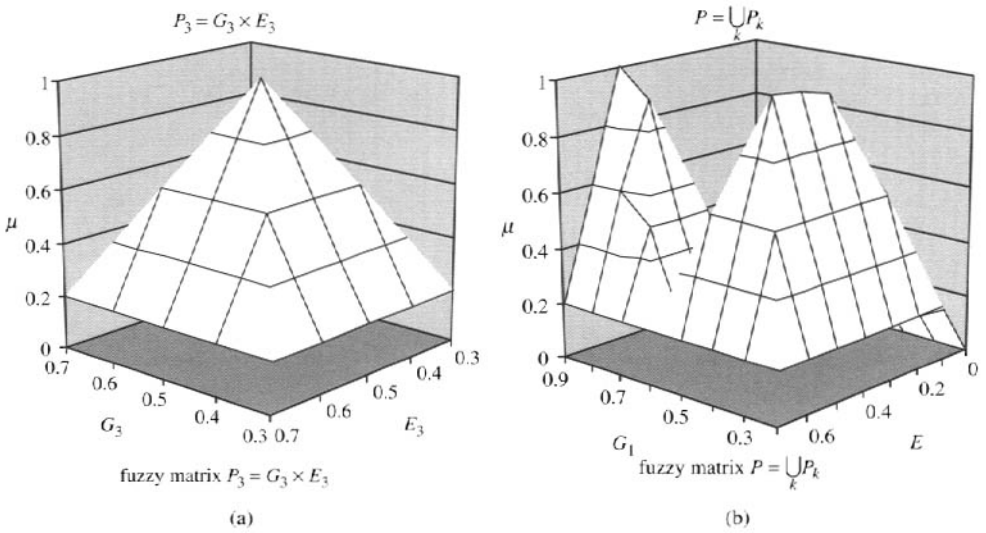 P₃ = G₃ × E₃
1
0.8
0.6
μ
0.4
0.2
0
0.7
0.6
0.5
0.4
0.3
0.7
0.6
0.5
0.4
0.3
G₃
E₃
fuzzy matrix P₃ = G₃ × E₃
(a)
P = ⋃ₖ Pₖ
1
0.8
0.6
μ
0.4
0.2
0
0.9
0.7
0.5
0.3
0.6
0.4
0.2
0
G₁
E
fuzzy matrix P = ⋃ₖ Pₖ
(b)